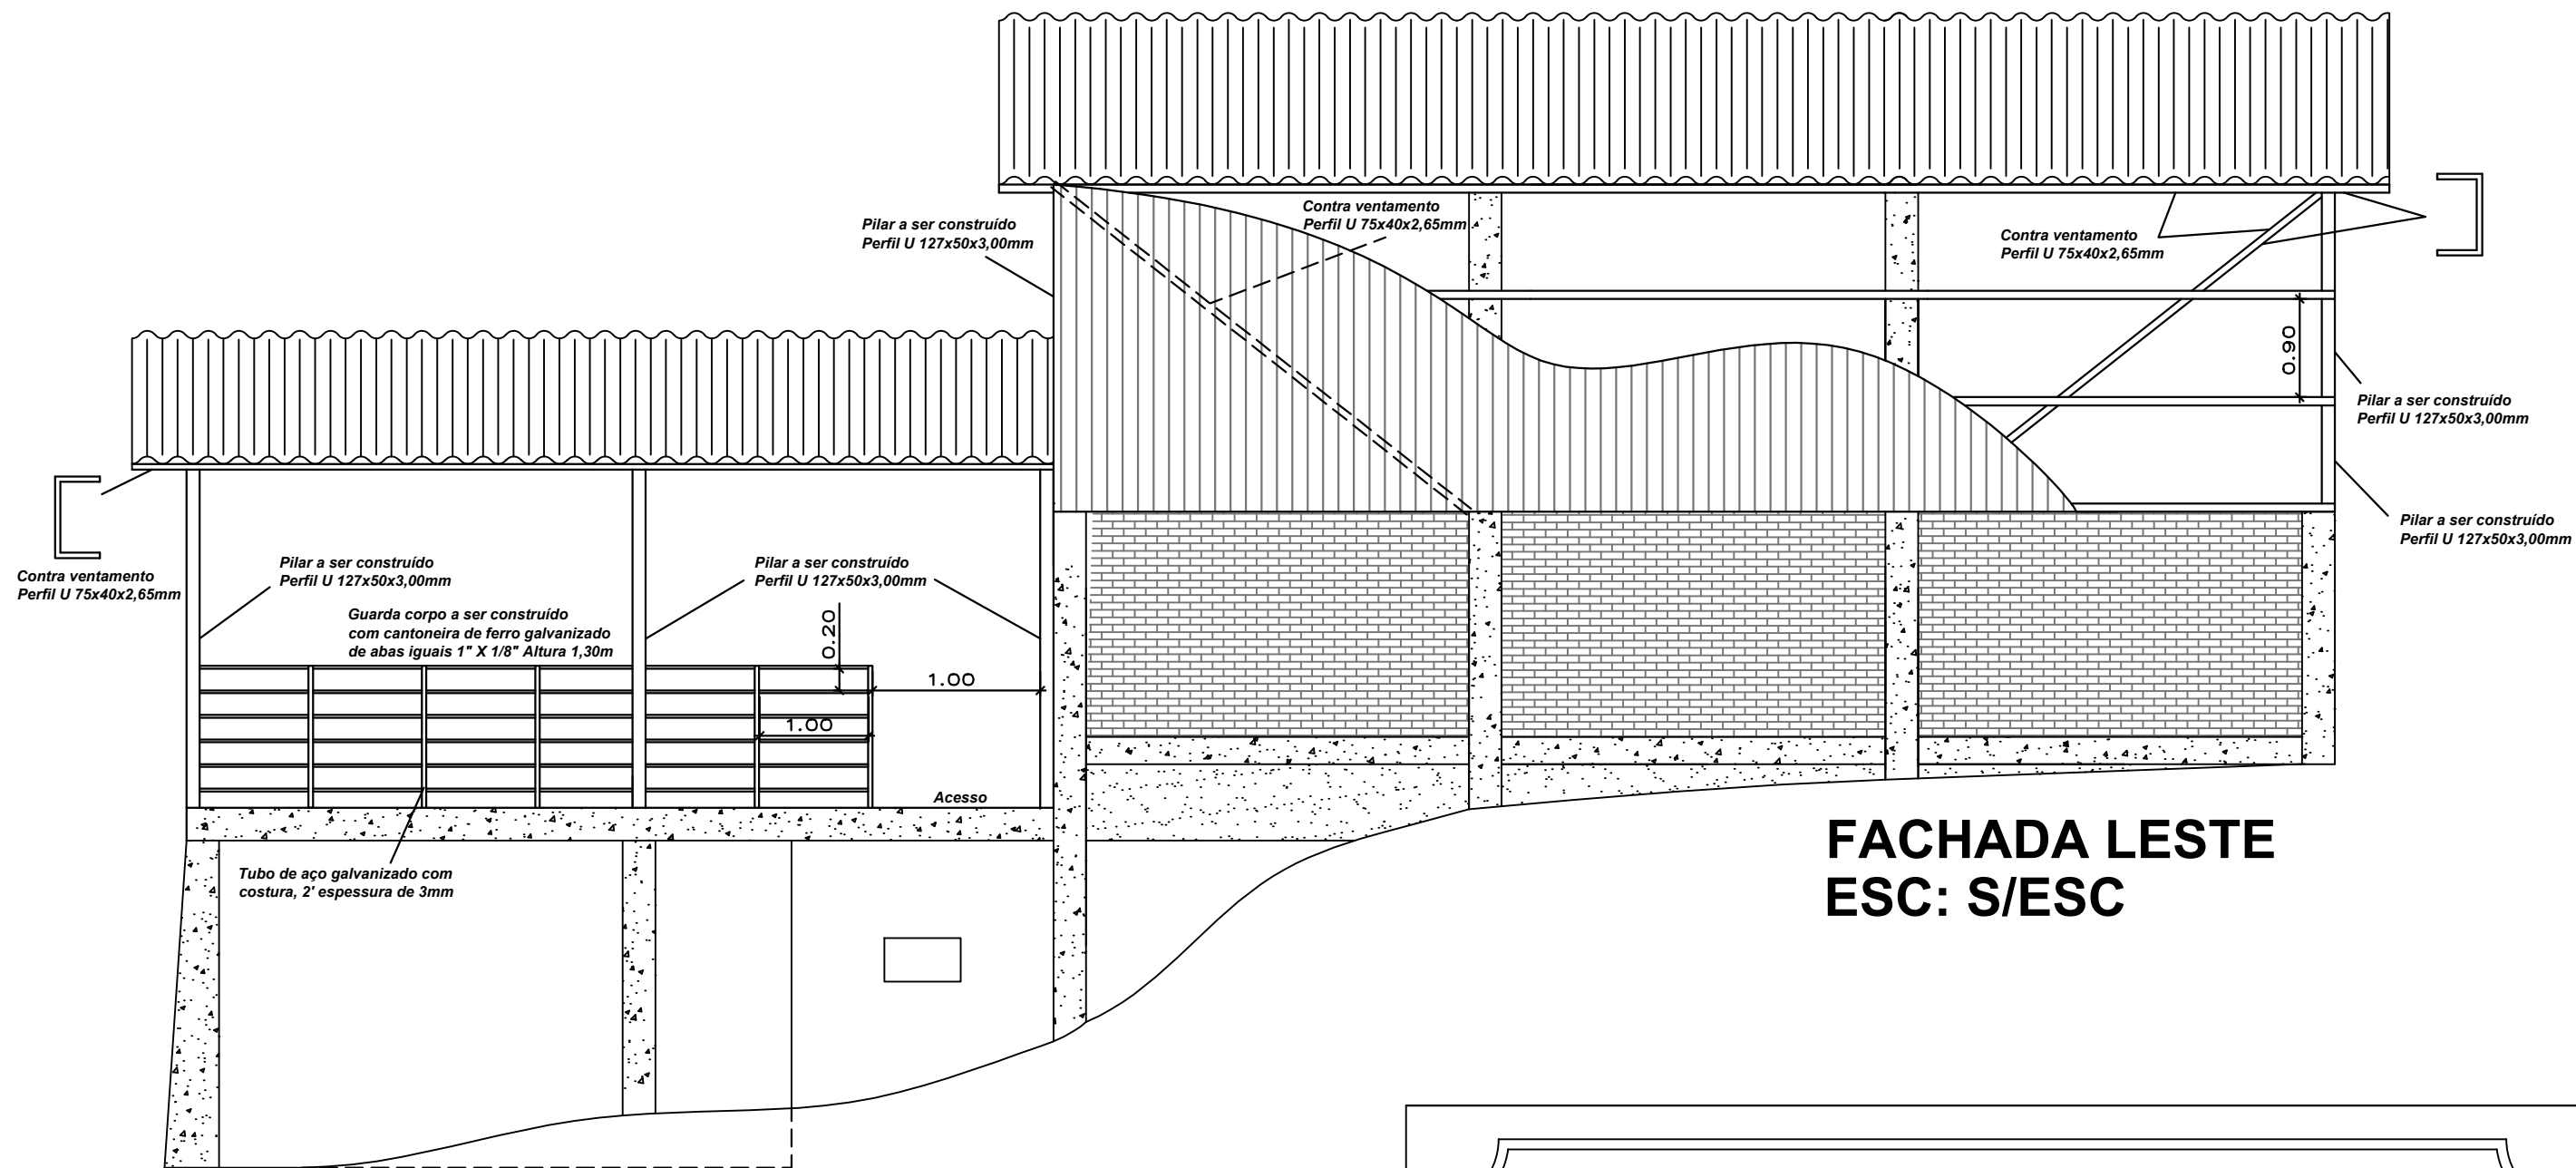 Pilar a ser construído
Perfil U 127x50x3,00mm
Contra ventamento
Perfil U 75x40x2,65mm
Contra ventamento
Perfil U 75x40x2,65mm
0.90
Pilar a ser construído
Perfil U 127x50x3,00mm
Pilar a ser construído
Perfil U 127x50x3,00mm
Contra ventamento
Perfil U 75x40x2,65mm
Pilar a ser construído
Perfil U 127x50x3,00mm
Pilar a ser construído
Perfil U 127x50x3,00mm
Guarda corpo a ser construído
com cantoneira de ferro galvanizado
de abas iguais 1" X 1/8" Altura 1,30m
0.20
1.00
1.00
Acesso
Tubo de aço galvanizado com
costura, 2' espessura de 3mm
FACHADA LESTE
ESC: S/ESC